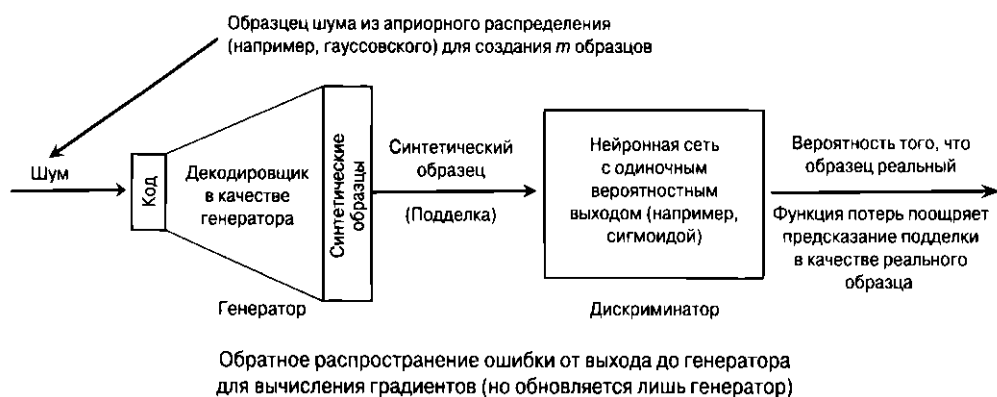 Образец шума из априорного распределения
(например, гауссовского) для создания m образцов
Шум
Код
Декодировщик
в качестве
генератора
Синтетические
образцы
Генератор
Синтетический
образец
(Подделка)
Нейронная сеть
с одиночным
вероятностным
выходом (например,
сигмоидой)
Дискриминатор
Вероятность того, что
образец реальный
Функция потерь поощряет
предсказание подделки
в качестве реального
образца
Обратное распространение ошибки от выхода до генератора
для вычисления градиентов (но обновляется лишь генератор)